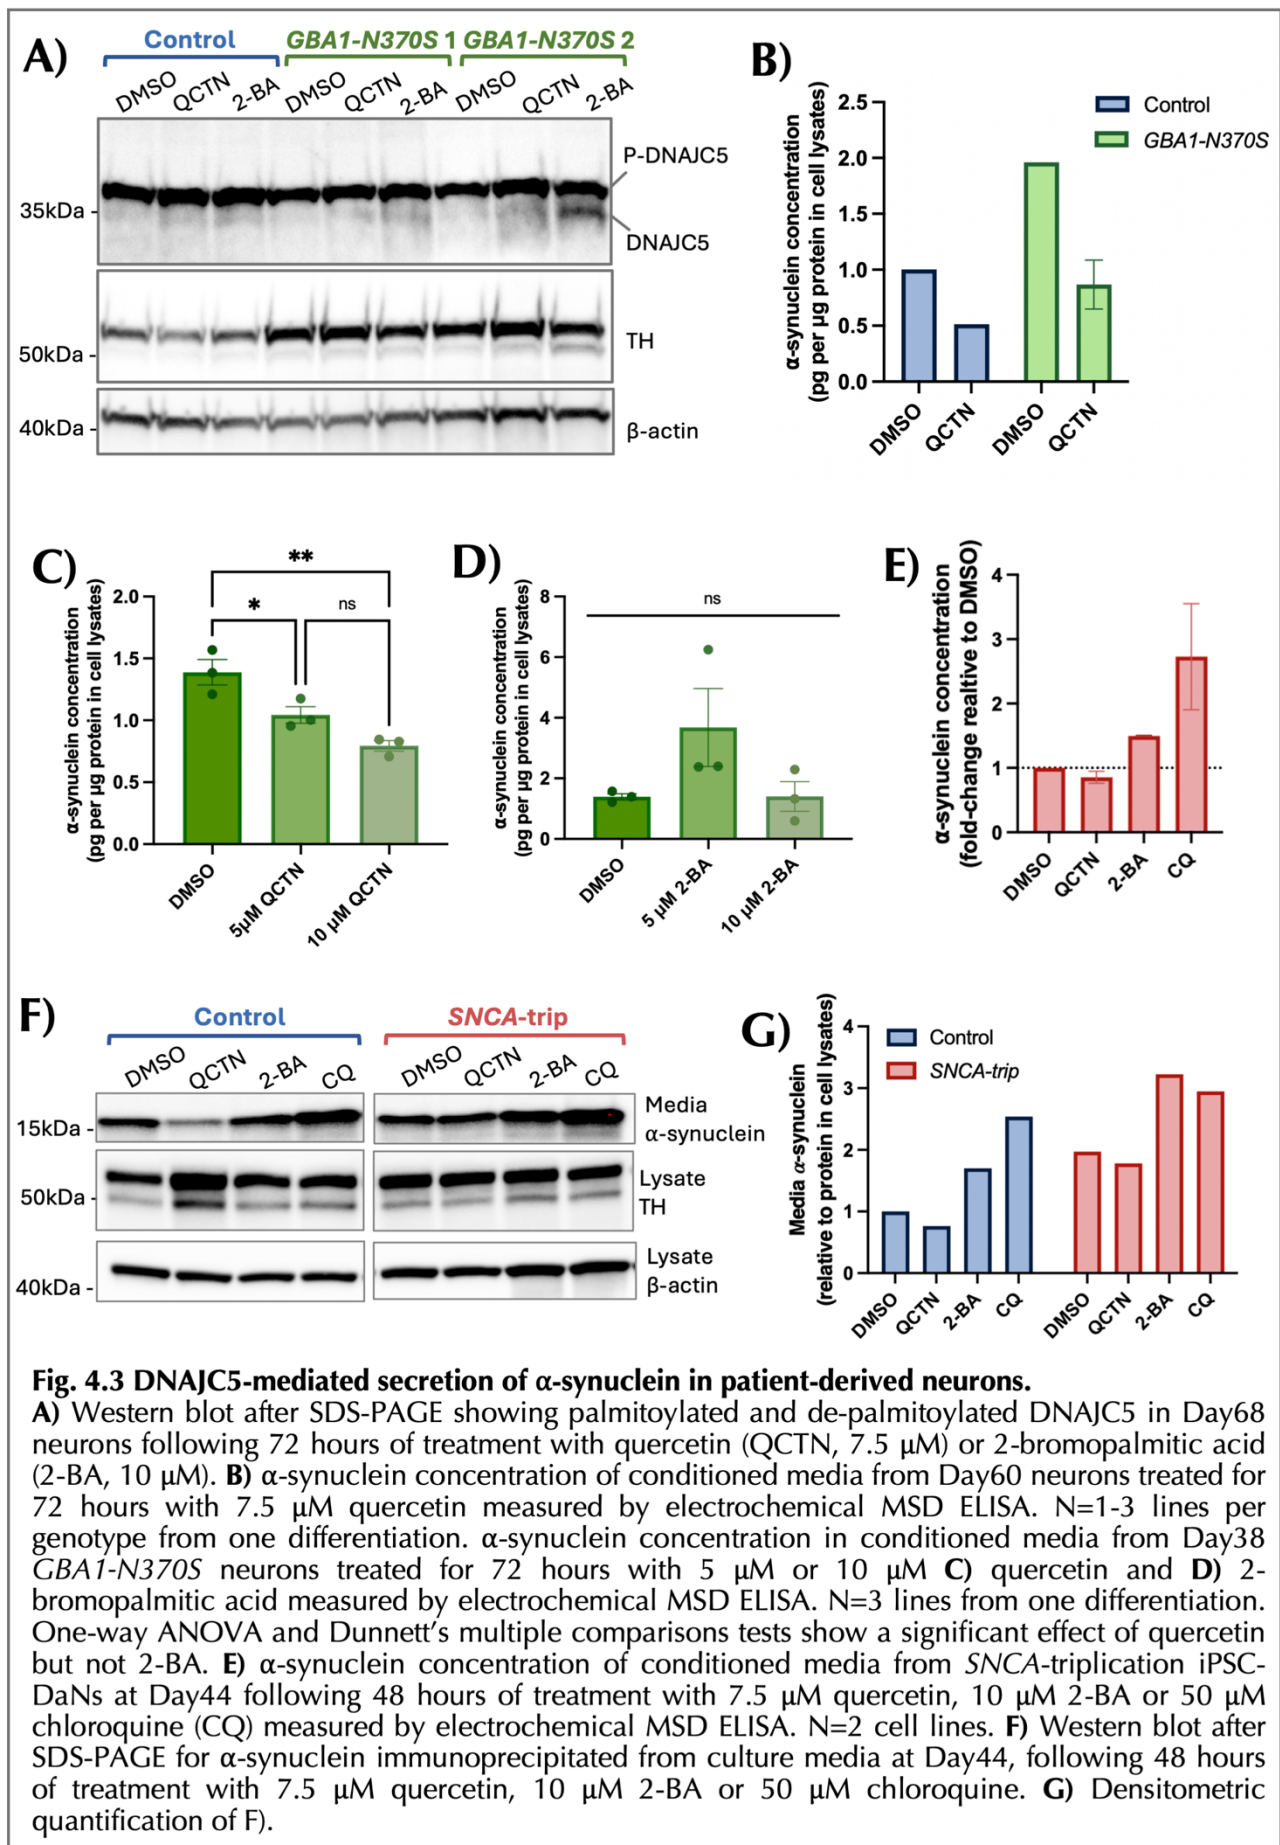 A)
Control GBA1-N370S 1 GBA1-N370S 2
DMSO QCTN 2-BA DMSO QCTN 2-BA DMSO QCTN 2-BA
P-DNAJC5
35kDa
DNAJC5
TH
50kDa
40kDa
β-actin
B)
α-synuclein concentration
(pg per µg protein in cell lysates)
2.5
2.0
1.5
1.0
0.5
0.0
Control
GBA1-N370S
DMSO QCTN DMSO QCTN
C)
α-synuclein concentration
(pg per µg protein in cell lysates)
** 
* ns
2.0
1.5
1.0
0.5
0.0
DMSO 5µM QCTN 10 µM QCTN
D)
α-synuclein concentration
(pg per µg protein in cell lysates)
ns
8
6
4
2
0
DMSO 5 µM 2-BA 10 µM 2-BA
E)
α-synuclein concentration
(fold-change realtive to DMSO)
4
3
2
1
0
DMSO QCTN 2-BA CQ
F)
Control SNCA-trip
DMSO QCTN 2-BA CQ DMSO QCTN 2-BA CQ
Media
15kDa - α-synuclein
Lysate
50kDa - TH
Lysate
40kDa - β-actin
G)
Media α-synuclein
(relative to protein in cell lysates)
4
3
2
1
0
Control
SNCA-trip
DMSO QCTN 2-BA CQ DMSO QCTN 2-BA CQ
Fig. 4.3 DNAJC5-mediated secretion of α-synuclein in patient-derived neurons.
A) Western blot after SDS-PAGE showing palmitoylated and de-palmitoylated DNAJC5 in Day68
neurons following 72 hours of treatment with quercetin (QCTN, 7.5 µM) or 2-bromopalmitic acid
(2-BA, 10 µM). B) α-synuclein concentration of conditioned media from Day60 neurons treated for
72 hours with 7.5 µM quercetin measured by electrochemical MSD ELISA. N=1-3 lines per
genotype from one differentiation. α-synuclein concentration in conditioned media from Day38
GBA1-N370S neurons treated for 72 hours with 5 µM or 10 µM C) quercetin and D) 2-
bromopalmitic acid measured by electrochemical MSD ELISA. N=3 lines from one differentiation.
One-way ANOVA and Dunnett's multiple comparisons tests show a significant effect of quercetin
but not 2-BA. E) α-synuclein concentration of conditioned media from SNCA-triplication iPSC-
DaNs at Day44 following 48 hours of treatment with 7.5 µM quercetin, 10 µM 2-BA or 50 µM
chloroquine (CQ) measured by electrochemical MSD ELISA. N=2 cell lines. F) Western blot after
SDS-PAGE for α-synuclein immunoprecipitated from culture media at Day44, following 48 hours
of treatment with 7.5 µM quercetin, 10 µM 2-BA or 50 µM chloroquine. G) Densitometric
quantification of F).